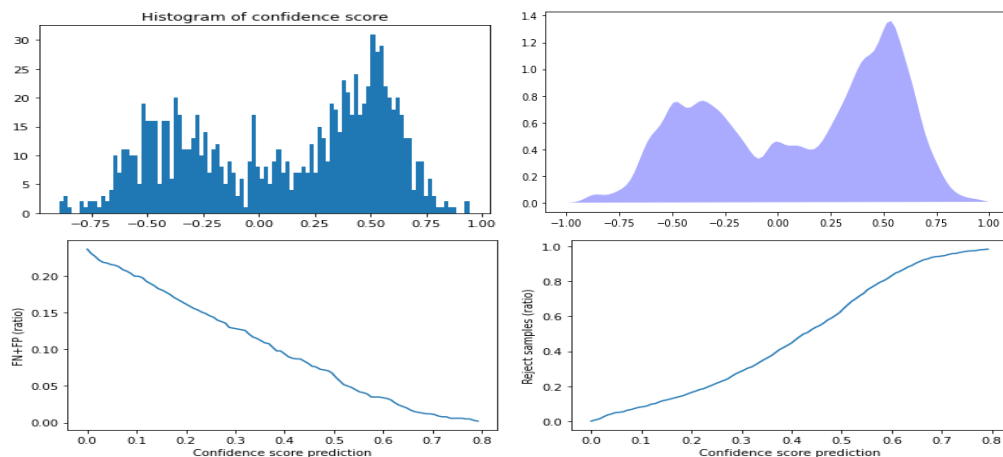 Histogram of confidence score
30
25
20
15
10
5
0
−0.75 −0.50 −0.25 0.00 0.25 0.50 0.75 1.00
1.4
1.2
1.0
0.8
0.6
0.4
0.2
0.0
−1.00 −0.75 −0.50 −0.25 0.00 0.25 0.50 0.75 1.00
FN+FP (ratio)
0.20
0.15
0.10
0.05
0.00
0.0 0.1 0.2 0.3 0.4 0.5 0.6 0.7 0.8
Confidence score prediction
Reject samples (ratio)
1.0
0.8
0.6
0.4
0.2
0.0
0.0 0.1 0.2 0.3 0.4 0.5 0.6 0.7 0.8
Confidence score prediction